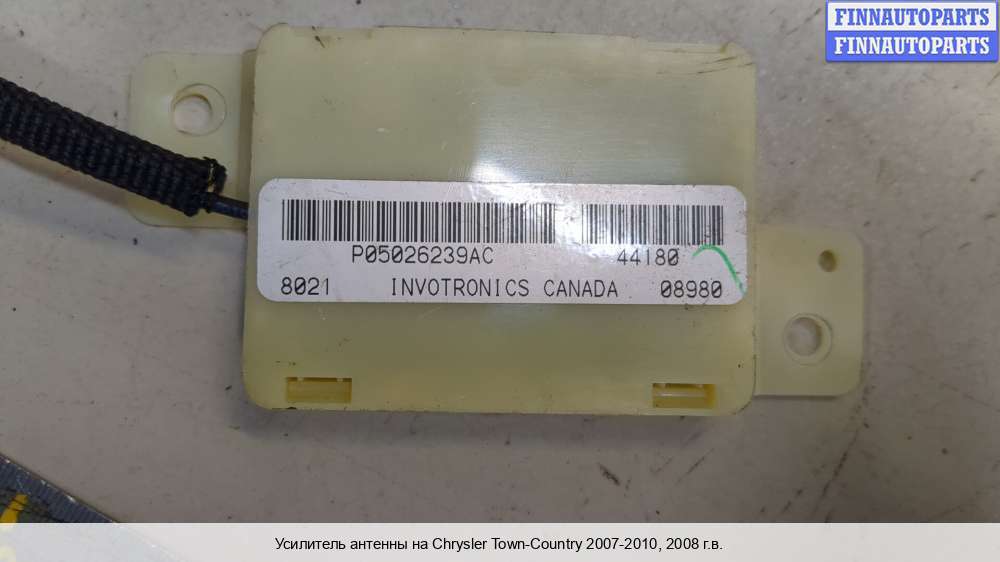 FINNAUTOPARTS
FINNAUTOPARTS
P05026239AC 44180
8021 INVOTRONICS CANADA 08980
Усилитель антенны на Chrysler Town-Country 2007-2010, 2008 г.в.